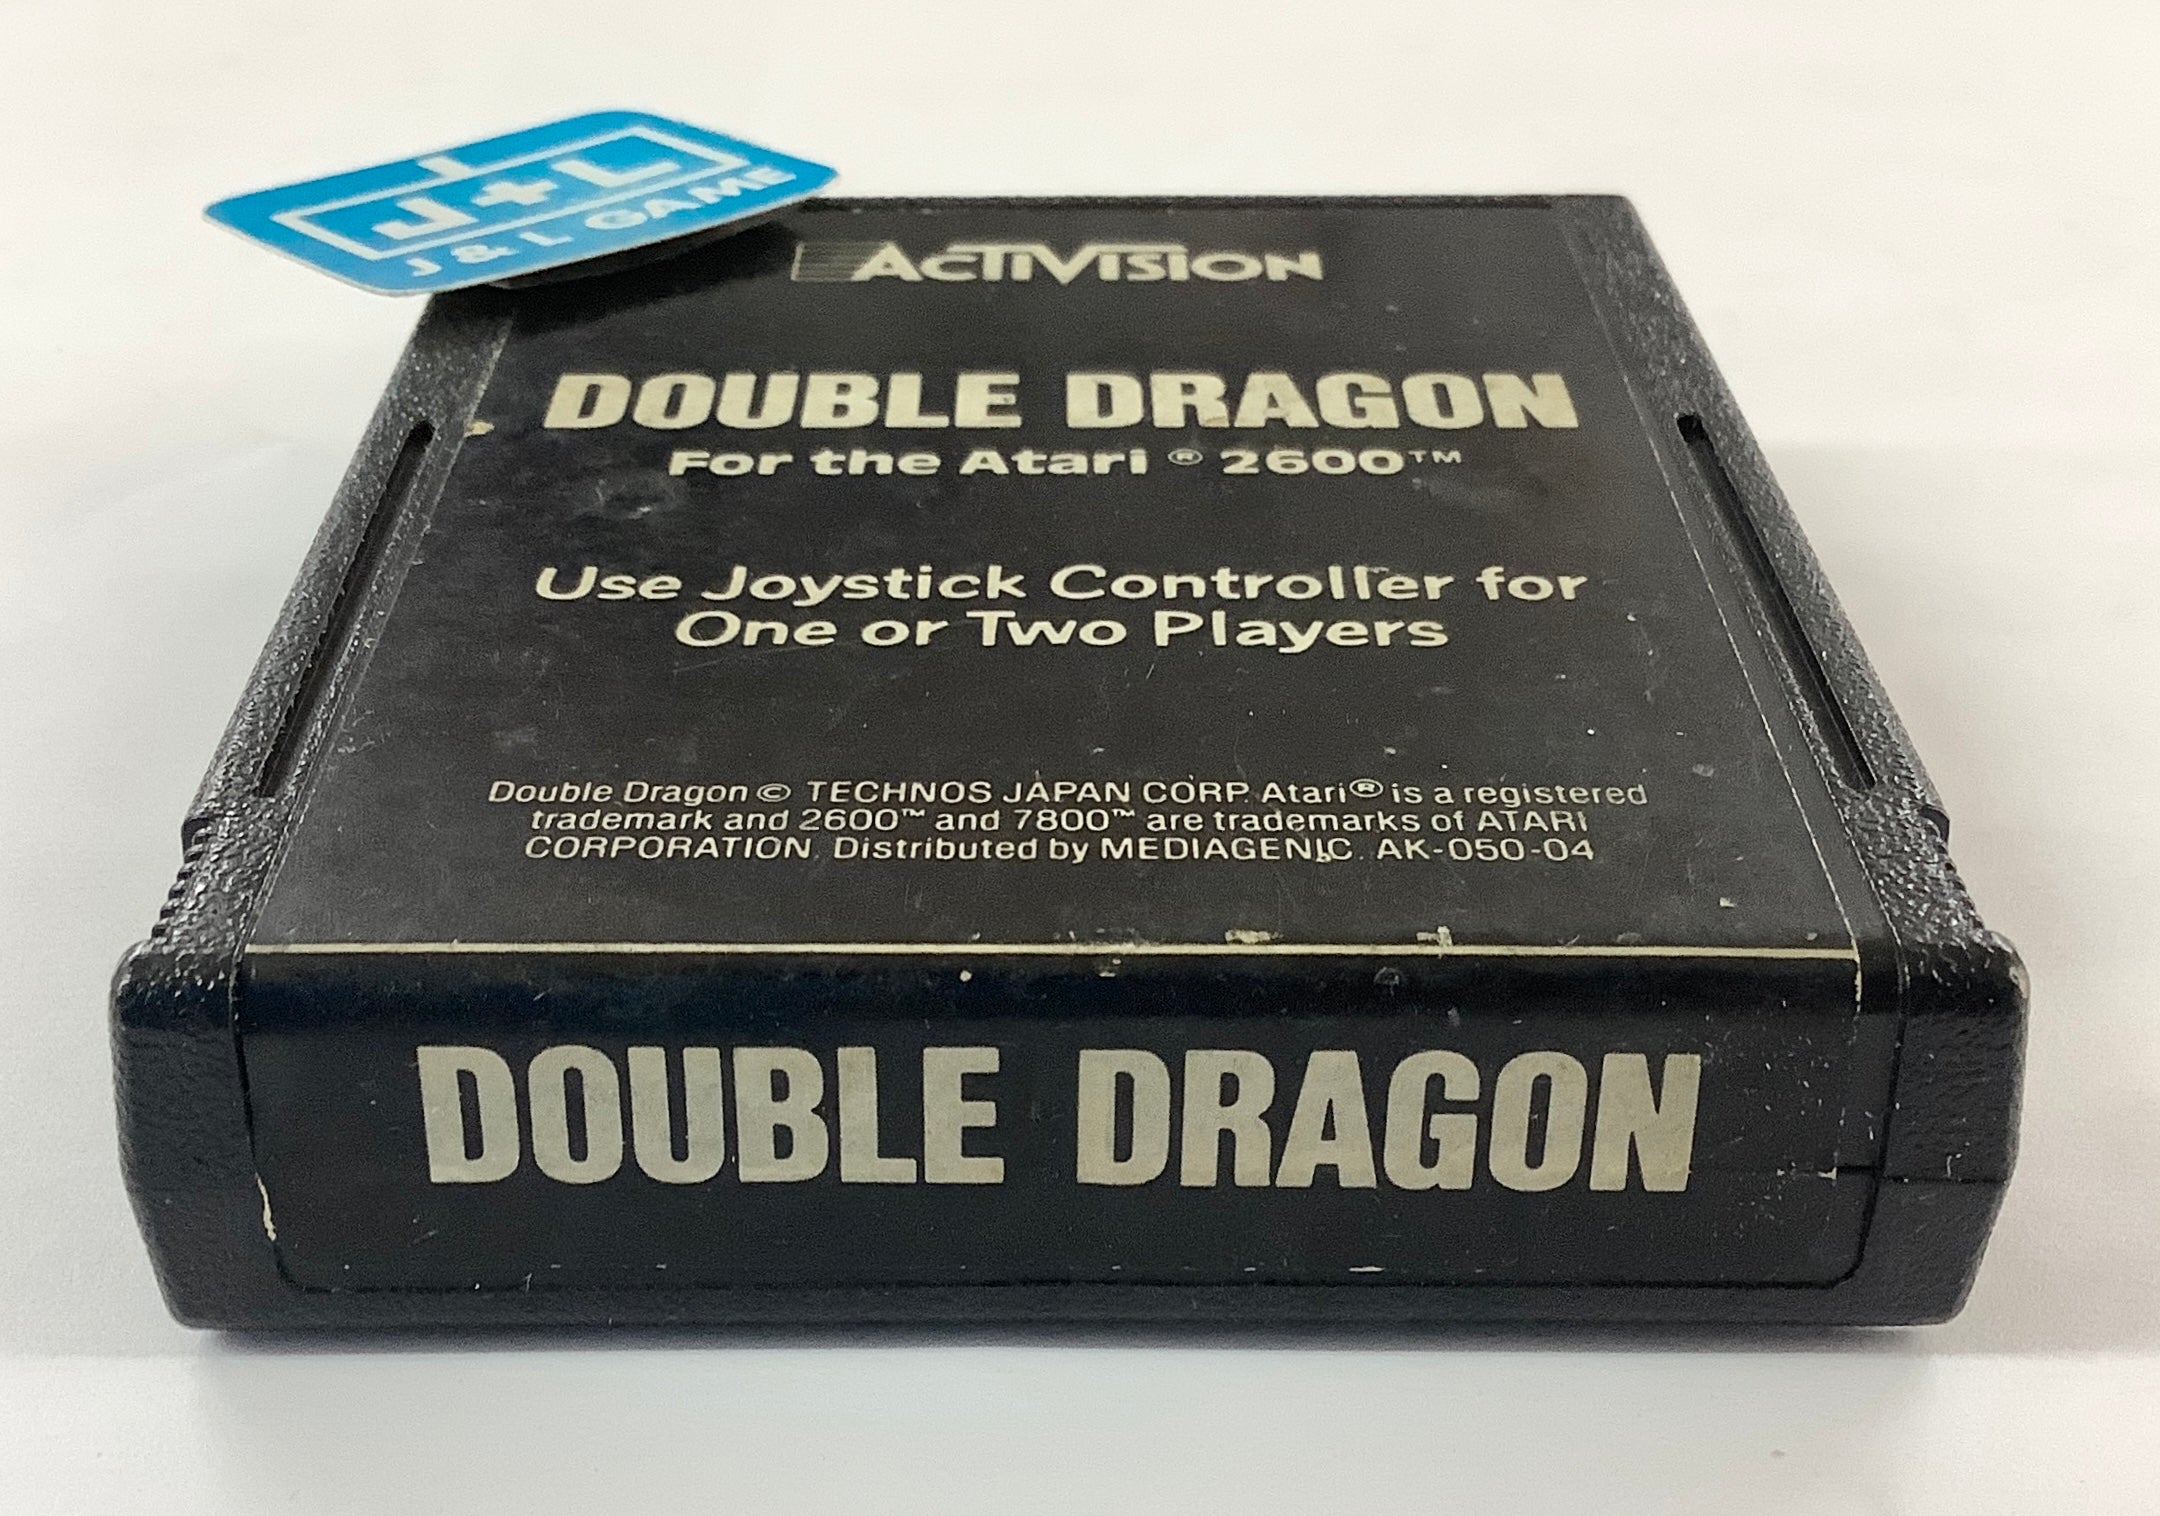 J+L
J & L GAME
ACTIVISION
DOUBLE DRAGON
For the Atari ® 2600™
Use Joystick Controller for
One or Two Players
Double Dragon © TECHNOS JAPAN CORP. Atari® is a registered
trademark and 2600™ and 7800™ are trademarks of ATARI
CORPORATION. Distributed by MEDIAGENIC. AK-050-04
DOUBLE DRAGON